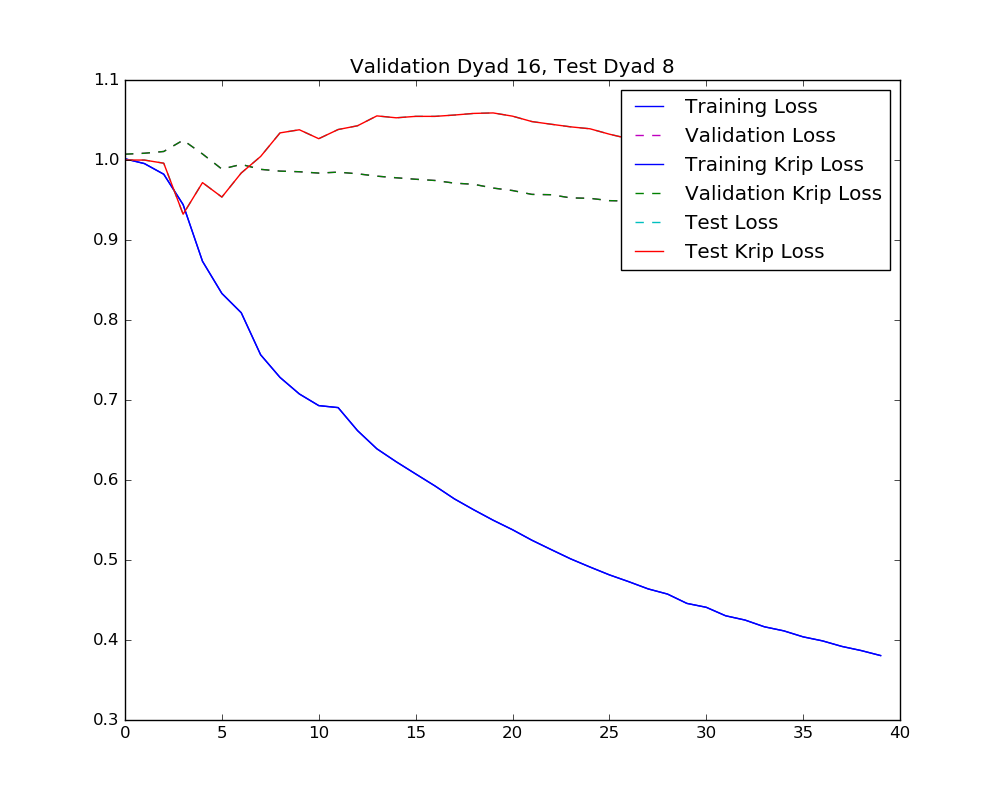 Validation Dyad 16, Test Dyad 8
1.1
1.0
0.9
0.8
0.7
0.6
0.5
0.4
0.3
Training Loss
Validation Loss
Training Krip Loss
Validation Krip Loss
Test Loss
Test Krip Loss
0 5 10 15 20 25 30 35 40